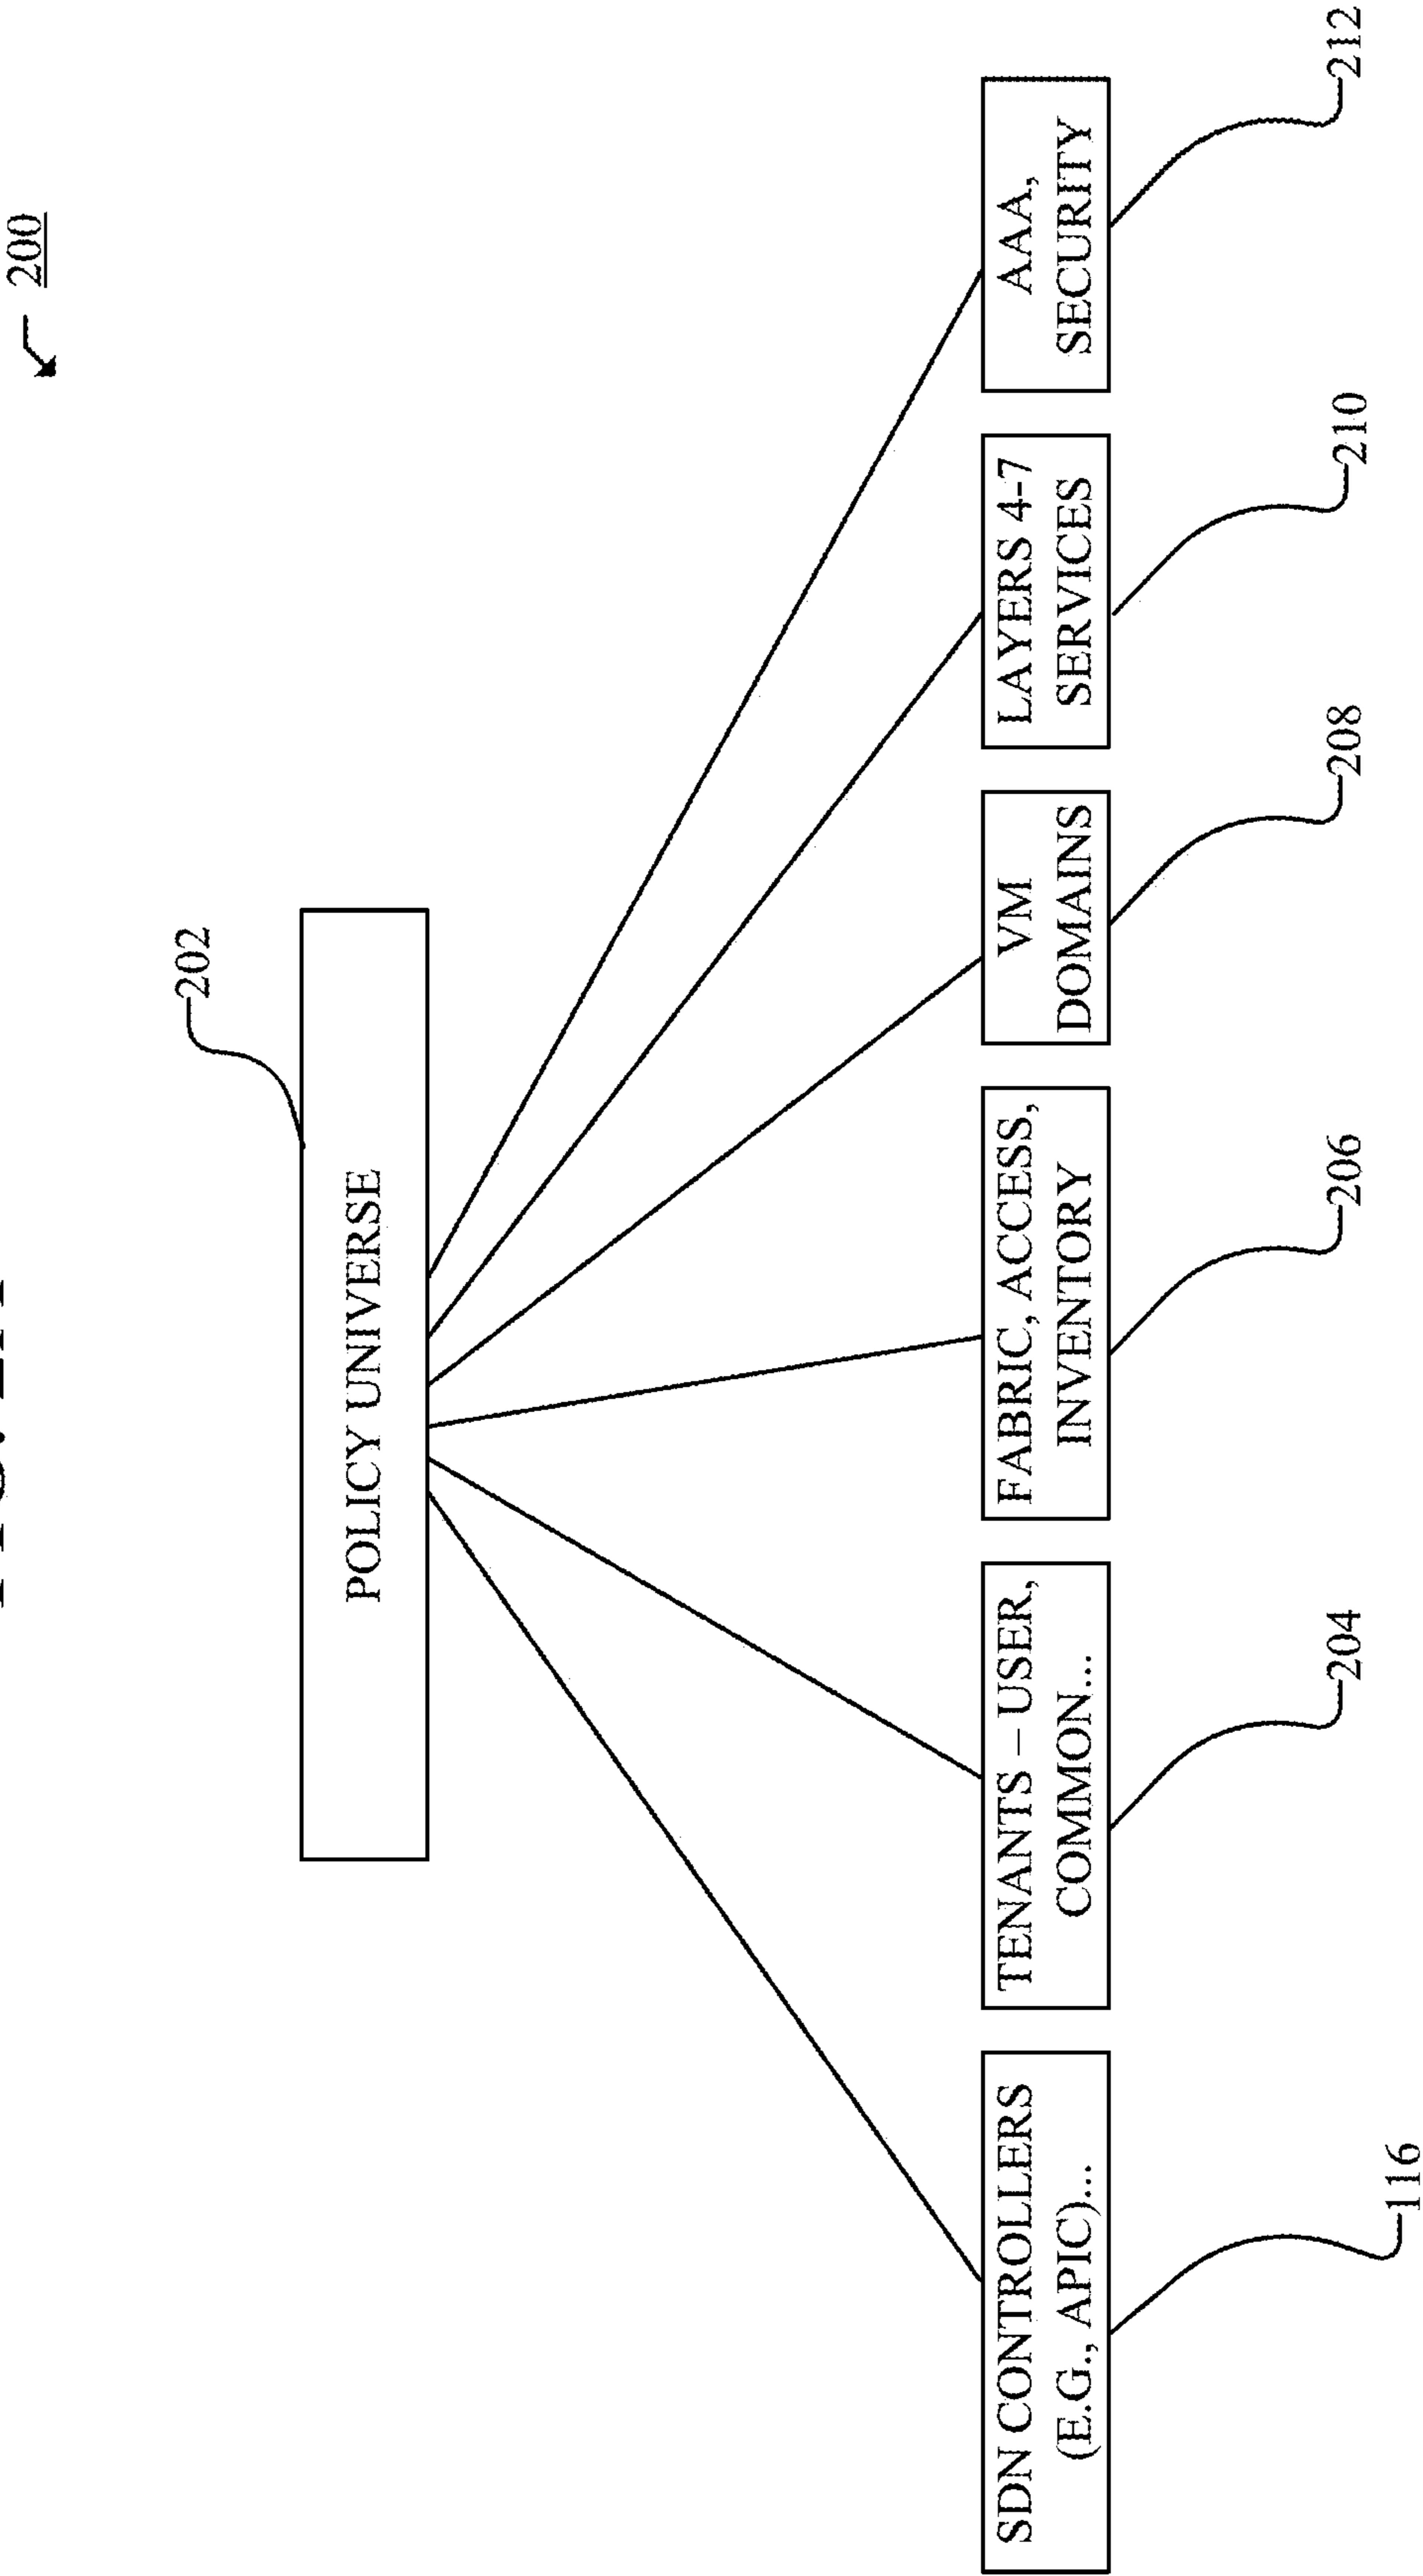 200
202
POLICY UNIVERSE
SDN CONTROLLERS
(E.G., APIC)...
116
TENANTS – USER,
COMMON...
204
FABRIC, ACCESS,
INVENTORY
206
VM
DOMAINS
208
LAYERS 4-7
SERVICES
210
AAA,
SECURITY
212